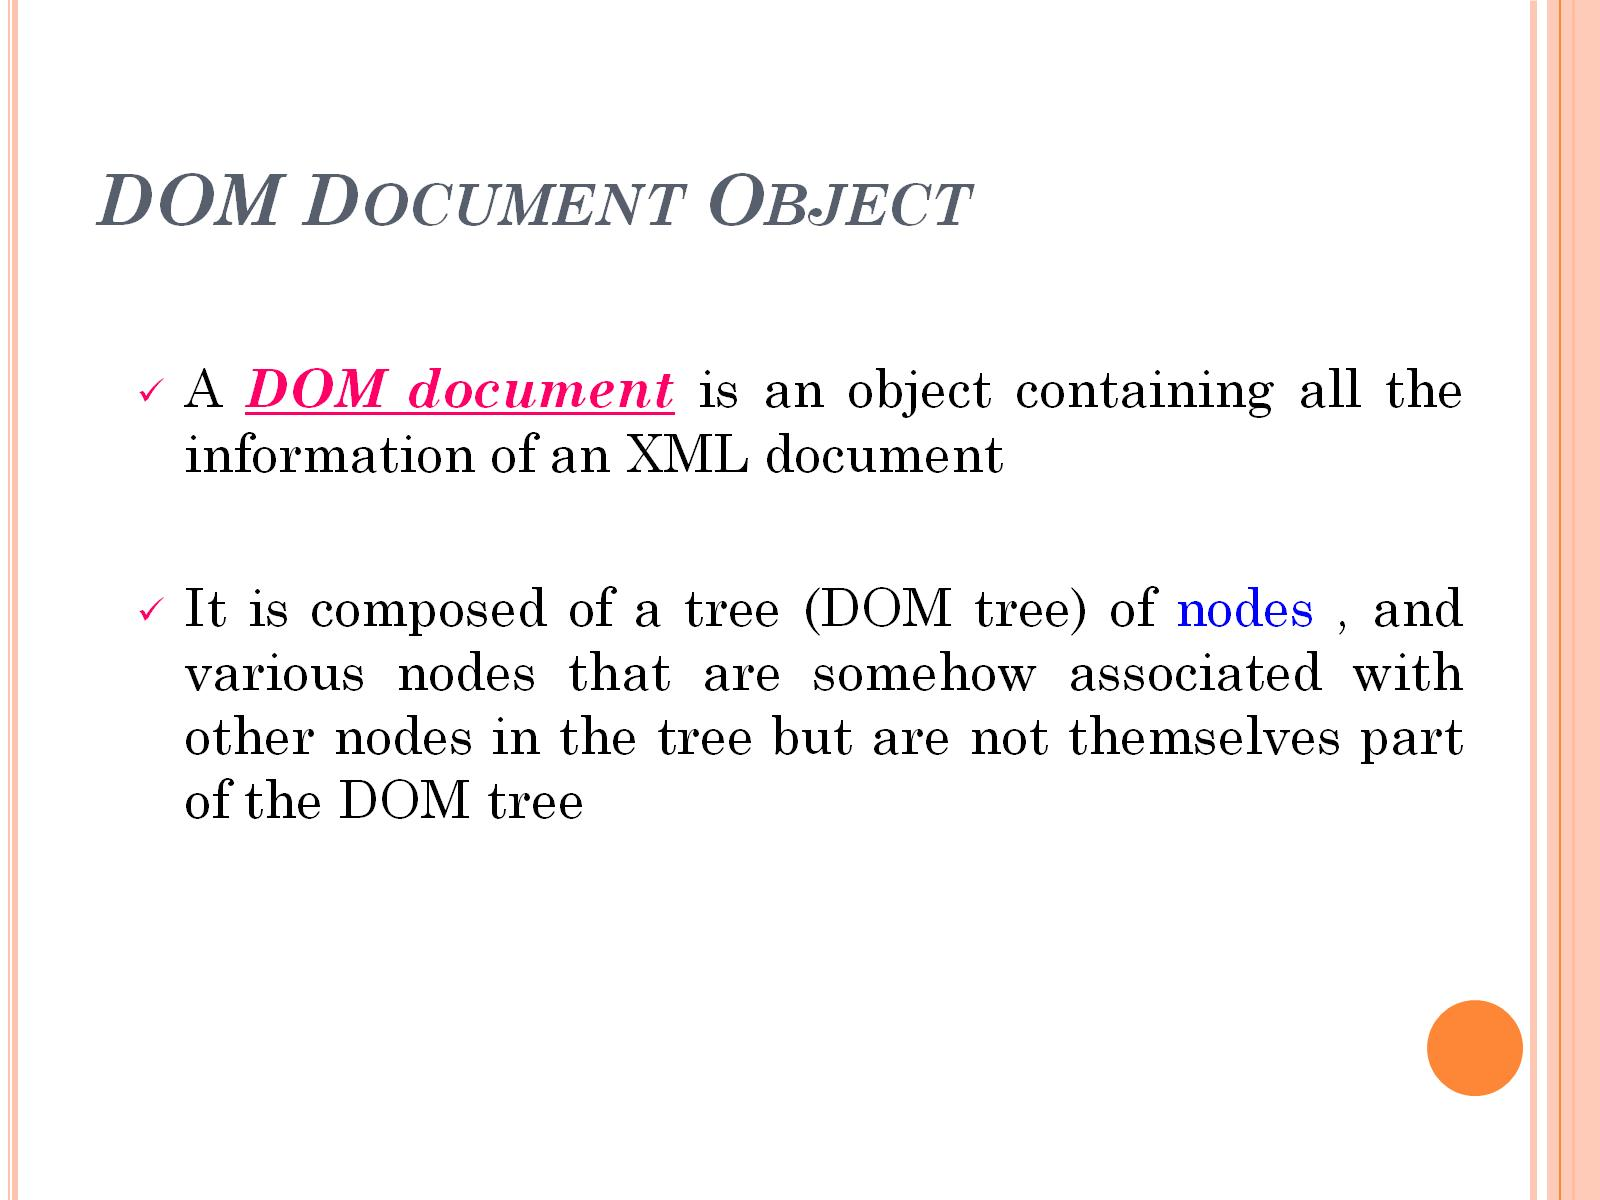 DOM DOCUMENT OBJECT
✓ A DOM document is an object containing all the
information of an XML document
✓ It is composed of a tree (DOM tree) of nodes , and
various nodes that are somehow associated with
other nodes in the tree but are not themselves part
of the DOM tree